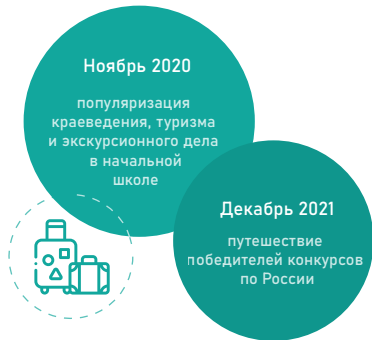 Ноябрь 2020
популяризация
краеведения, туризма
и экскурсионного дела
в начальной
школе
Декабрь 2021
путешествие
победителей конкурсов
по России